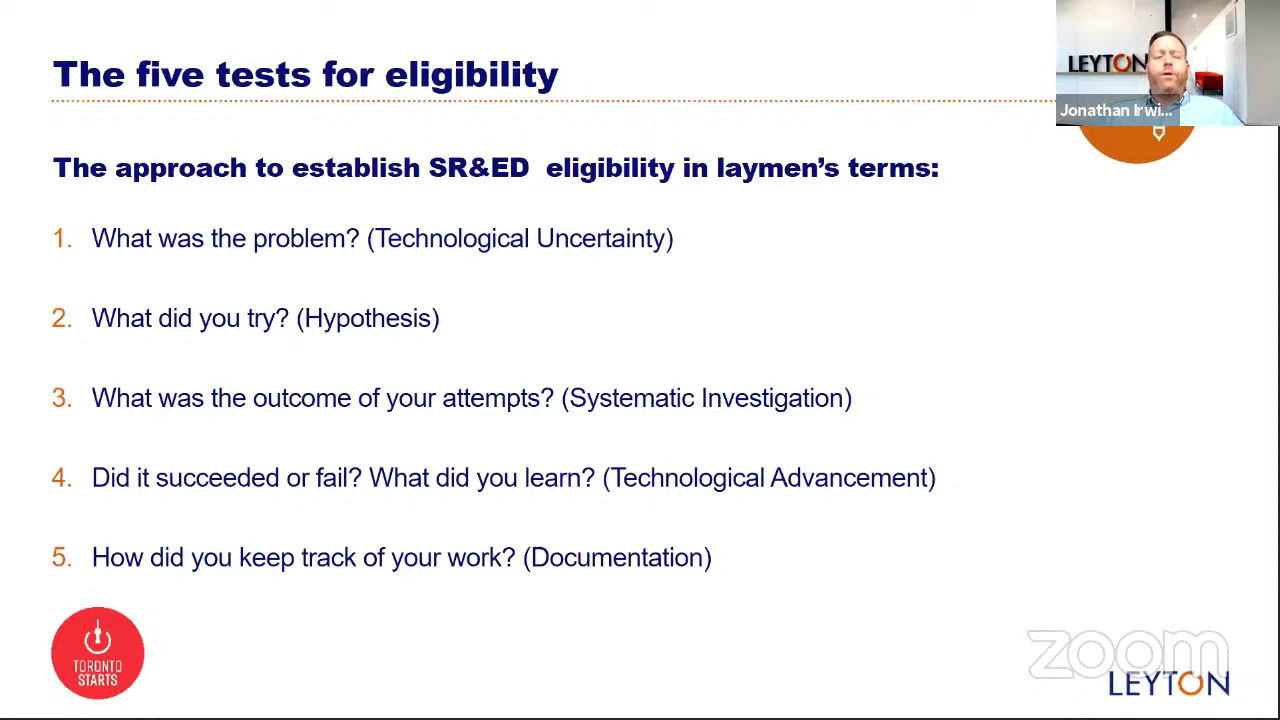 The five tests for eligibility
LEYTON
Jonathan Irwi...
The approach to establish SR&ED eligibility in laymen's terms:
1. What was the problem? (Technological Uncertainty)
2. What did you try? (Hypothesis)
3. What was the outcome of your attempts? (Systematic Investigation)
4. Did it succeeded or fail? What did you learn? (Technological Advancement)
5. How did you keep track of your work? (Documentation)
TORONTO
STARTS
zoom
LEYTON